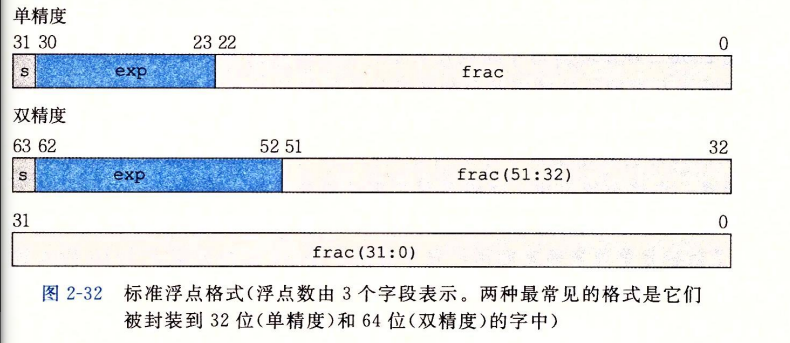 单精度
31 30 23 22 0
s exp frac
双精度
63 62 52 51 32
s exp frac(51:32)
31 0
frac(31:0)
图 2-32 标准浮点格式(浮点数由 3 个字段表示。两种最常见的格式是它们
被封装到 32 位(单精度)和 64 位(双精度)的字中)